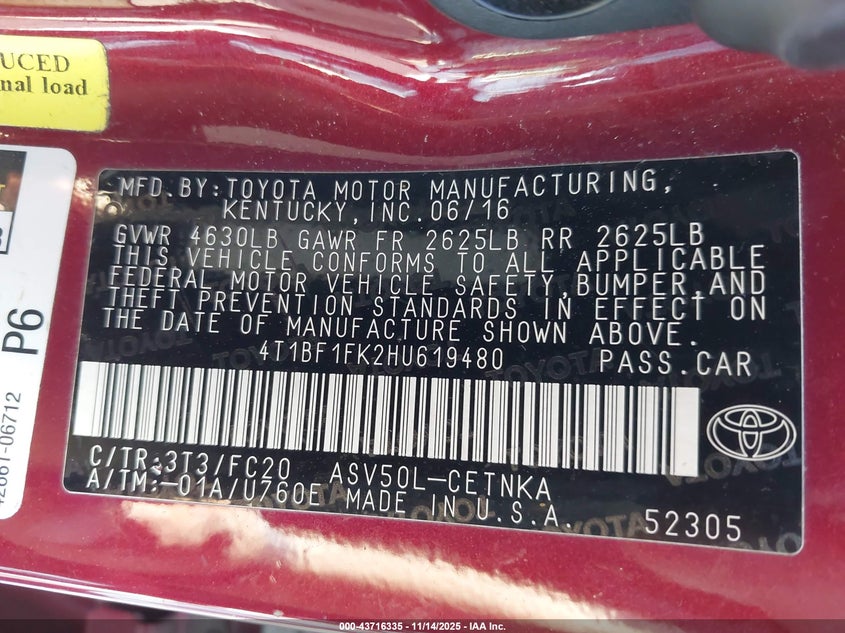 UCED
nal load
P6
42661-06712
MFD.BY:TOYOTA MOTOR MANUFACTURING,
KENTUCKY,INC.06/16
GVWR 4630LB GAWR FR 2625LB RR 2625LB
THIS VEHICLE CONFORMS TO ALL APPLICABLE
FEDERAL MOTOR VEHICLE SAFETY,BUMPER,AND
THEFT PREVENTION STANDARDS IN EFFECT ON
THE DATE OF MANUFACTURE SHOWN ABOVE.
4T1BF1FK2HU619480 PASS.CAR
C/TR:3T3/FC20 ASV50L-CETNKA
A/TM:-01A/U760E MADE IN U.S.A. 52305
000-43716335 - 11/14/2025 - IAA Inc.